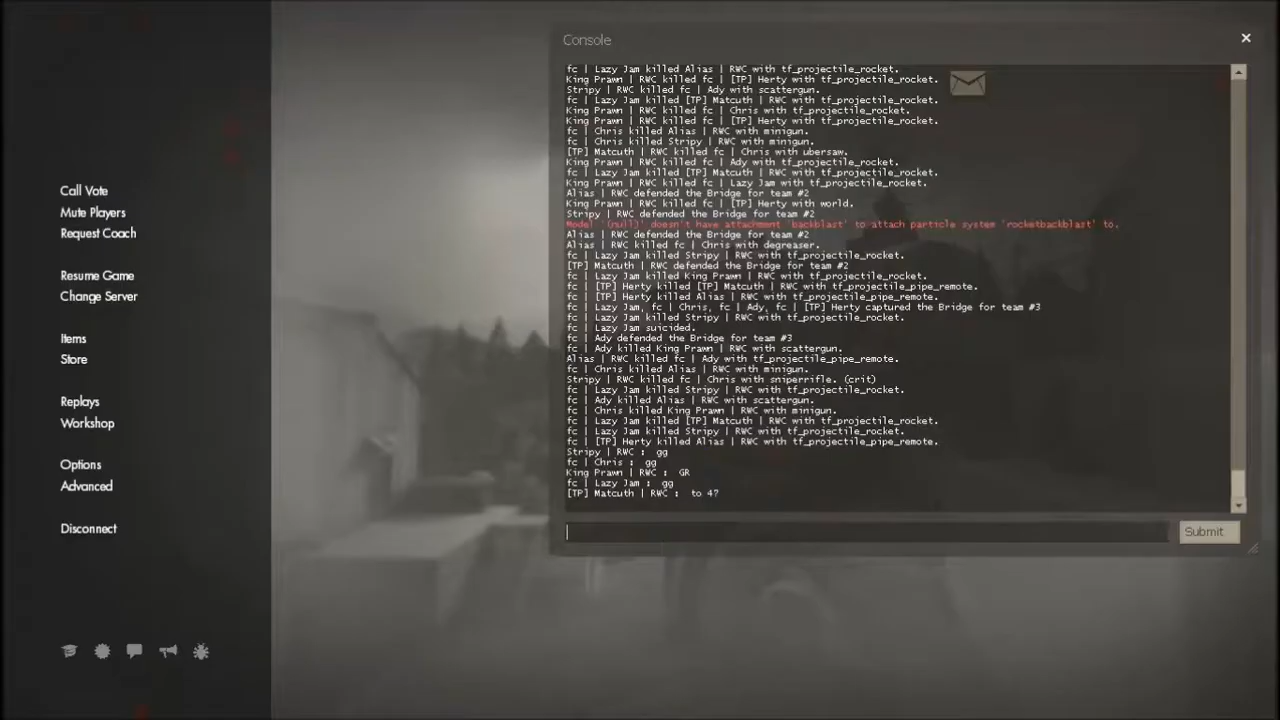 Console
fc | Lazy Jam killed Alias | RWC with tf_projectile_rocket.
King Prawn | RWC killed fc | [TP] Herty with tf_projectile_rocket.
Stripy | RWC killed fc | Ady with scattergun.
fc | Lazy Jam killed [TP] Matcuth | RWC with tf_projectile_rocket.
King Prawn | RWC killed fc | Chris with tf_projectile_rocket.
King Prawn | RWC killed fc | [TP] Herty with tf_projectile_rocket.
fc | Chris killed Alias | RWC with minigun.
fc | Chris killed Stripy | RWC with minigun.
[TP] Matcuth | RWC killed fc | Chris with ubersaw.
King Prawn | RWC killed fc | Ady with tf_projectile_rocket.
fc | Lazy Jam killed [TP] Matcuth | RWC with tf_projectile_rocket.
King Prawn | RWC killed fc | Lazy Jam with tf_projectile_rocket.
Alias | RWC defended the Bridge for team #2
King Prawn | RWC killed fc | [TP] Herty with world.
Stripy | RWC defended the Bridge for team #2
Model '(null)' doesn't have attachment 'backblast' to attach particle system 'rocketbackblast' to.
Alias | RWC defended the Bridge for team #2
Alias | RWC killed fc | Chris with degreaser.
fc | Lazy Jam killed Stripy | RWC with tf_projectile_rocket.
[TP] Matcuth | RWC defended the Bridge for team #2
fc | Lazy Jam killed King Prawn | RWC with tf_projectile_rocket.
fc | [TP] Herty killed [TP] Matcuth | RWC with tf_projectile_pipe_remote.
fc | [TP] Herty killed Alias | RWC with tf_projectile_pipe_remote.
fc | Lazy Jam, fc | Chris, fc | Ady, fc | [TP] Herty captured the Bridge for team #3
fc | Lazy Jam killed Stripy | RWC with tf_projectile_rocket.
fc | Lazy Jam suicided.
fc | Ady defended the Bridge for team #3
fc | Ady killed King Prawn | RWC with scattergun.
Alias | RWC killed fc | Ady with tf_projectile_pipe_remote.
fc | Chris killed Alias | RWC with minigun.
Stripy | RWC killed fc | Chris with sniperrifle. (crit)
fc | Lazy Jam killed Stripy | RWC with tf_projectile_rocket.
fc | Ady killed Alias | RWC with scattergun.
fc | Chris killed King Prawn | RWC with minigun.
fc | Lazy Jam killed [TP] Matcuth | RWC with tf_projectile_rocket.
fc | Lazy Jam killed Stripy | RWC with tf_projectile_rocket.
fc | [TP] Herty killed Alias | RWC with tf_projectile_pipe_remote.
Stripy | RWC : gg
fc | Chris : gg
King Prawn | RWC : GR
fc | Lazy Jam : gg
[TP] Matcuth | RWC : to 4?
Submit
Call Vote
Mute Players
Request Coach
Resume Game
Change Server
Items
Store
Replays
Workshop
Options
Advanced
Disconnect